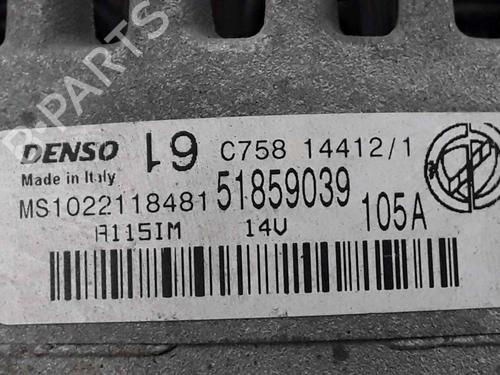 B-PARTS
DENSO 19 C758 14412/1
Made in Italy
MS1022118481 51859039
A115IM 14V 105A